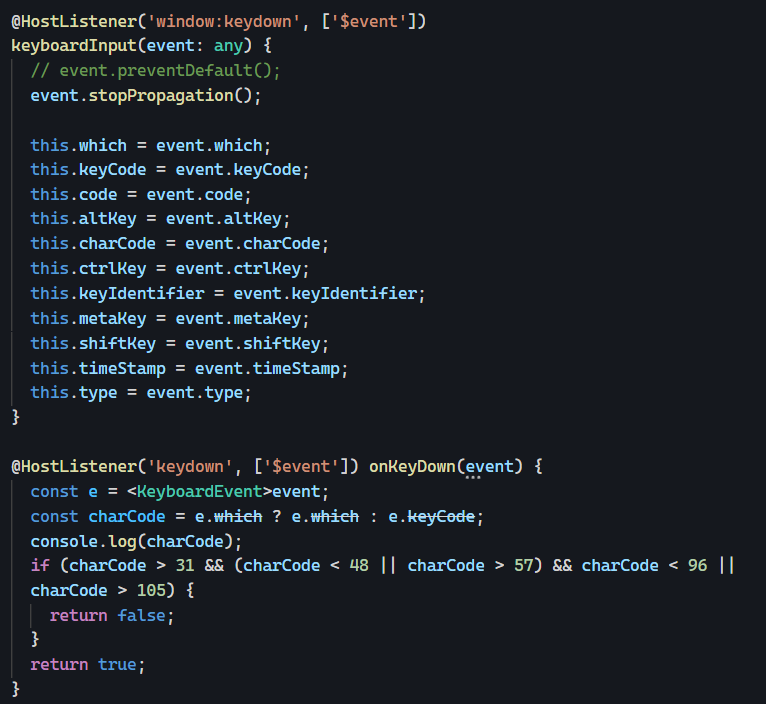 @HostListener('window:keydown', ['$event'])
keyboardInput(event: any) {
// event.preventDefault();
event.stopPropagation();
this.which = event.which;
this.keyCode = event.keyCode;
this.code = event.code;
this.altKey = event.altKey;
this.charCode = event.charCode;
this.ctrlKey = event.ctrlKey;
this.keyIdentifier = event.keyIdentifier;
this.metaKey = event.metaKey;
this.shiftKey = event.shiftKey;
this.timeStamp = event.timeStamp;
this.type = event.type;
}
@HostListener('keydown', ['$event']) onKeyDown(event) {
const e = <KeyboardEvent>event;
const charCode = e.which ? e.which : e.keyCode;
console.log(charCode);
if (charCode > 31 && (charCode < 48 || charCode > 57) && charCode < 96 ||
charCode > 105) {
return false;
}
return true;
}